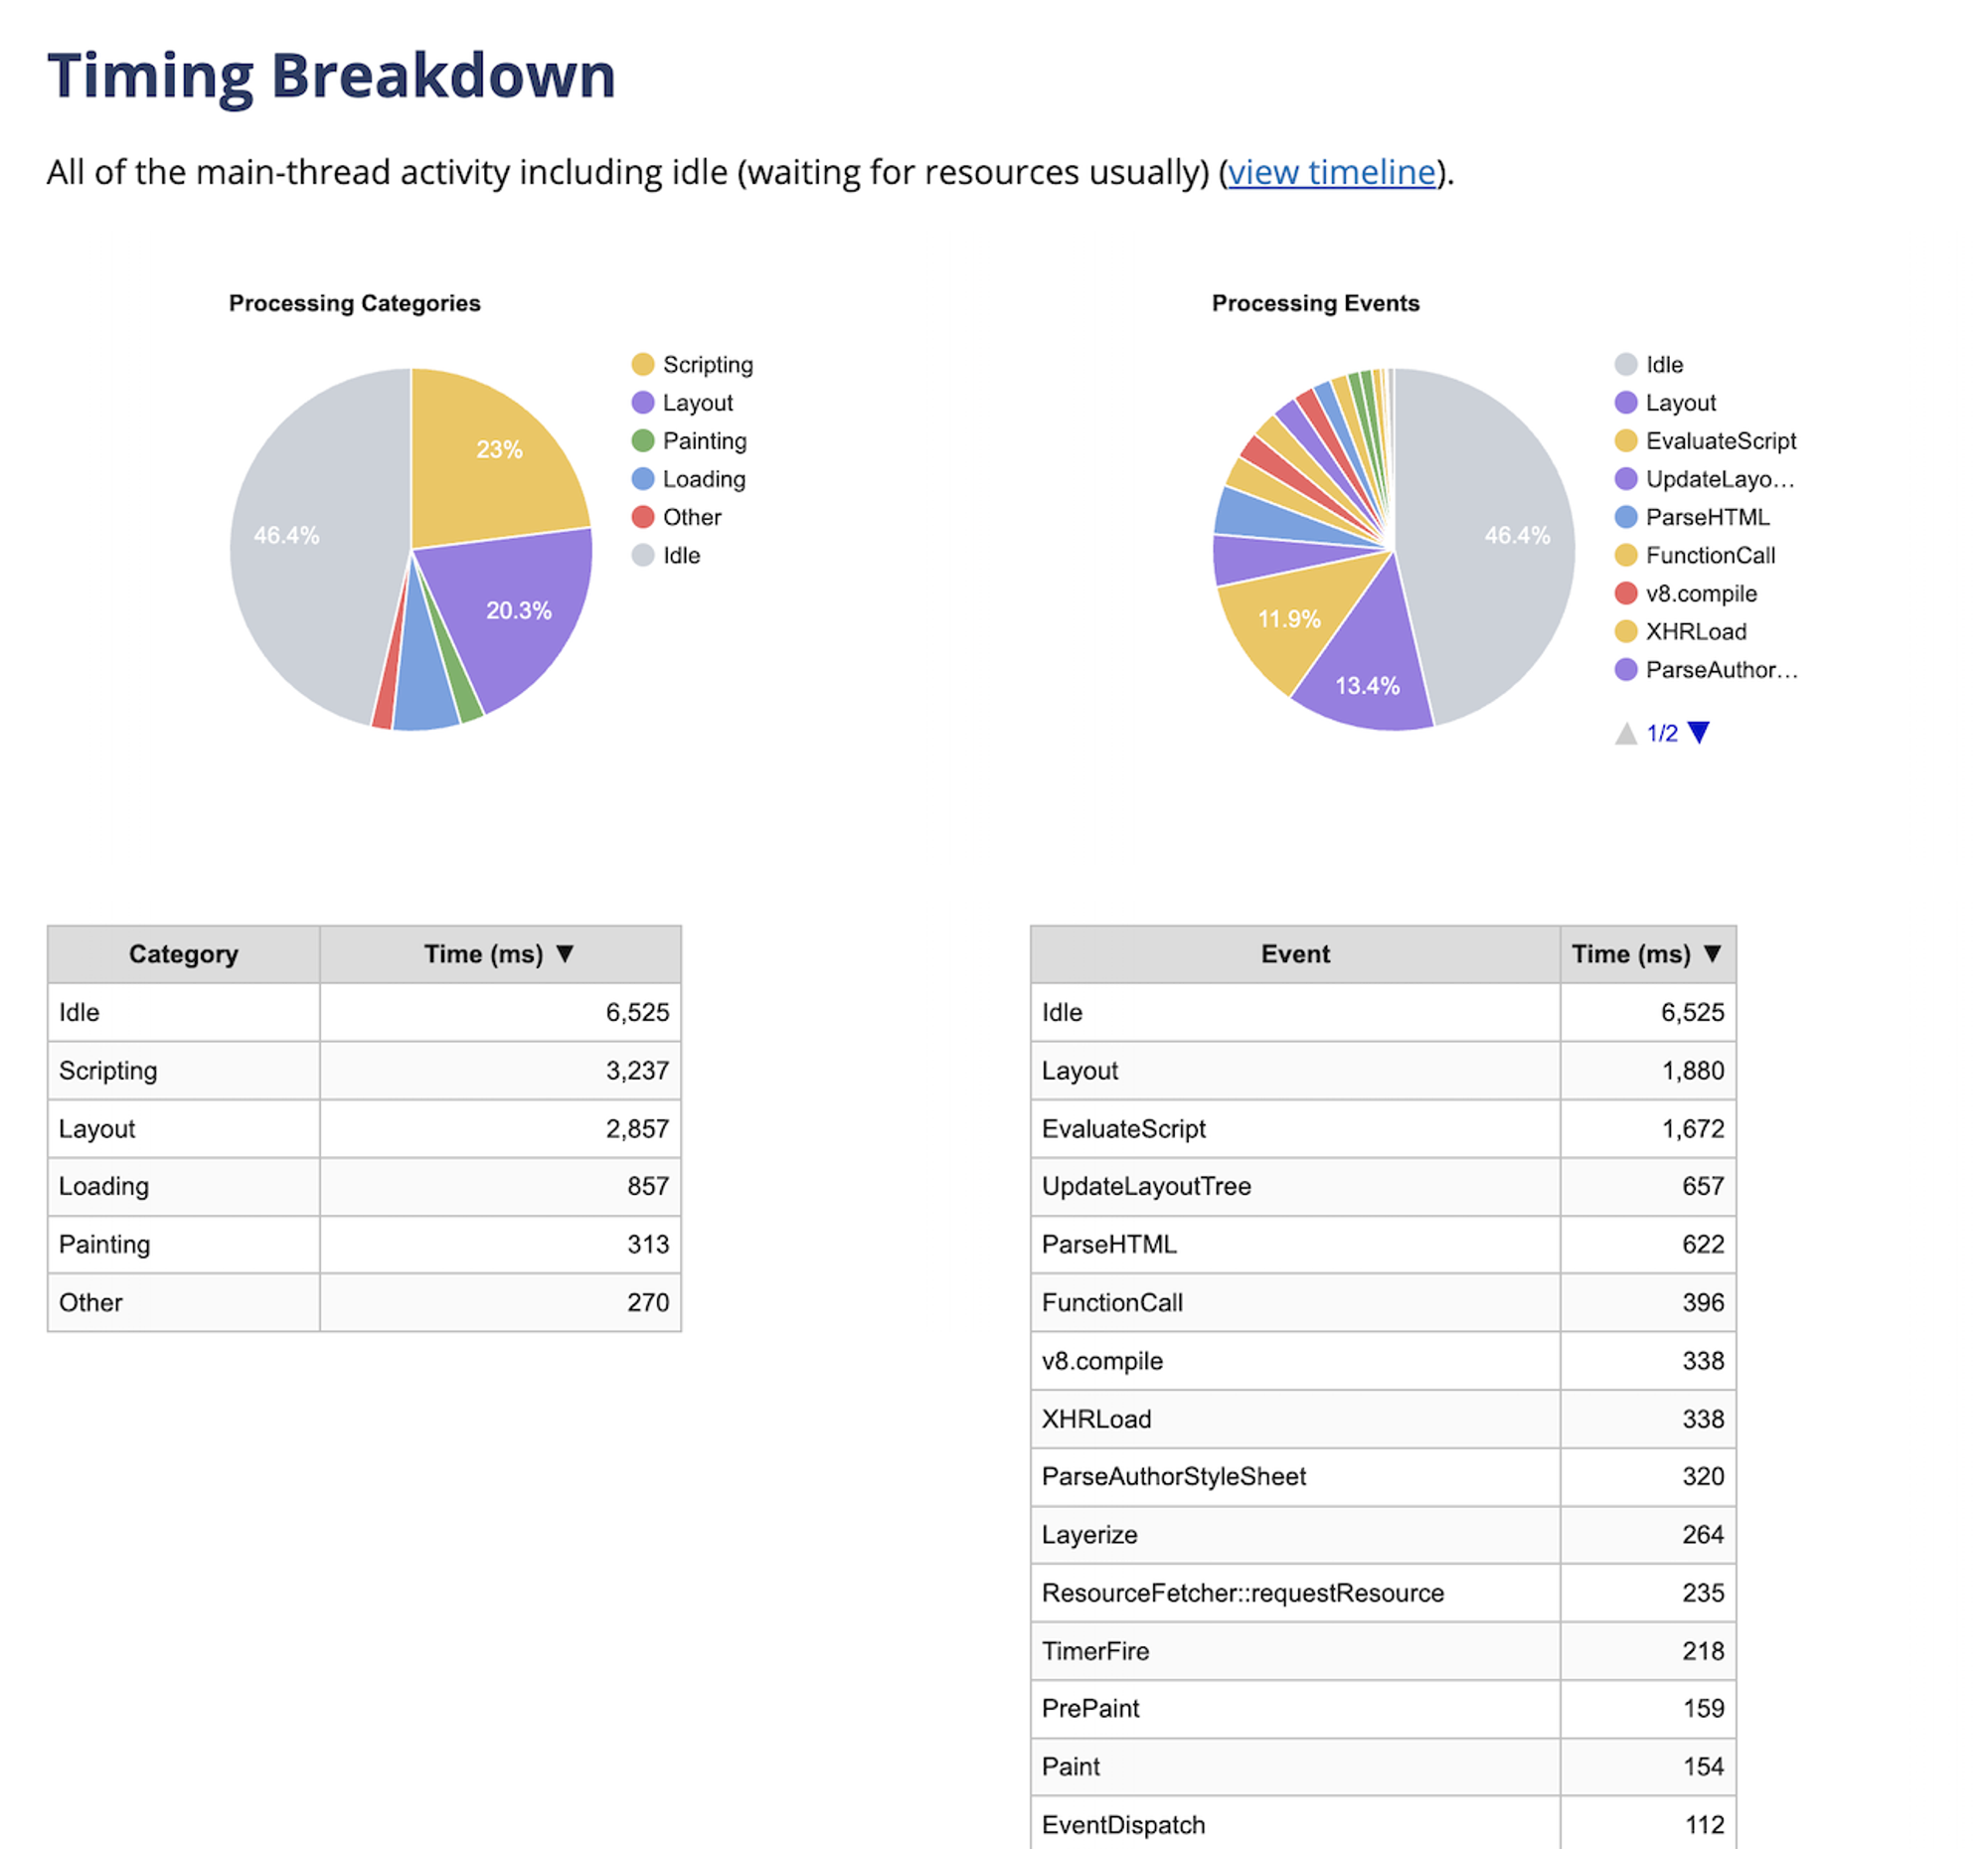 Timing Breakdown
All of the main-thread activity including idle (waiting for resources usually) (view timeline).
Processing Categories
23%
20.3%
46.4%
Scripting
Layout
Painting
Loading
Other
Idle
Processing Events
46.4%
11.9%
13.4%
Idle
Layout
EvaluateScript
UpdateLayo...
ParseHTML
FunctionCall
v8.compile
XHRLoad
ParseAuthor...
▲ 1/2 ▼
Category Time (ms) ▼
Idle 6,525
Scripting 3,237
Layout 2,857
Loading 857
Painting 313
Other 270
Event Time (ms) ▼
Idle 6,525
Layout 1,880
EvaluateScript 1,672
UpdateLayoutTree 657
ParseHTML 622
FunctionCall 396
v8.compile 338
XHRLoad 338
ParseAuthorStyleSheet 320
Layerize 264
ResourceFetcher::requestResource 235
TimerFire 218
PrePaint 159
Paint 154
EventDispatch 112